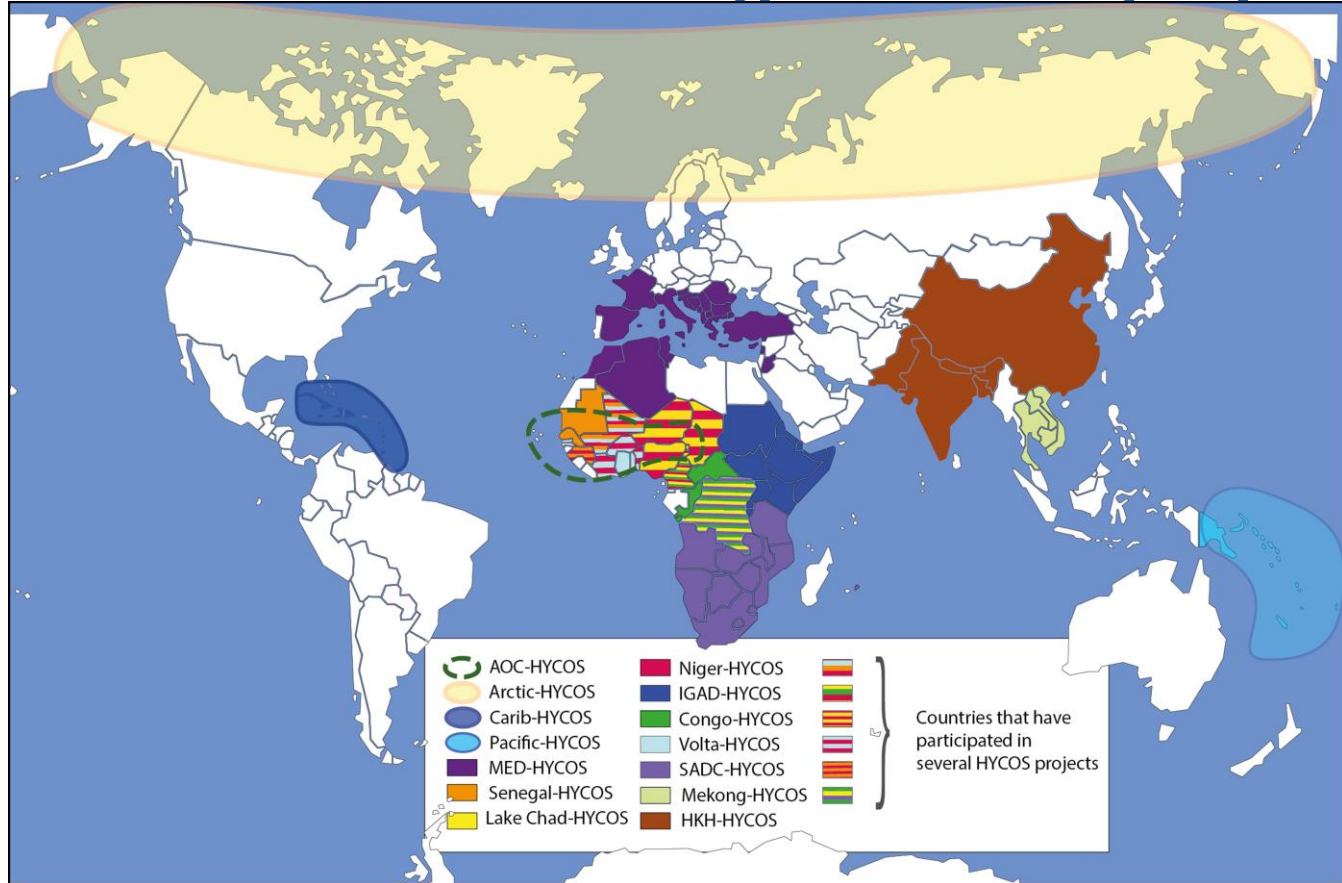 AOC-HYCOS
Arctic-HYCOS
Carib-HYCOS
Pacific-HYCOS
MED-HYCOS
Senegal-HYCOS
Lake Chad-HYCOS
Niger-HYCOS
IGAD-HYCOS
Congo-HYCOS
Volta-HYCOS
SADC-HYCOS
Mekong-HYCOS
HKH-HYCOS
Countries that have
participated in
several HYCOS projects